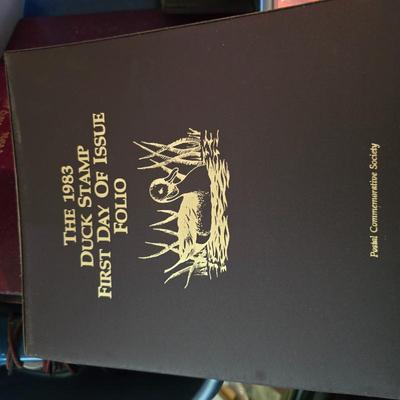 THE 1983
DUCK STAMP
FIRST DAY OF ISSUE
FOLIO
Postal Commemorative Society